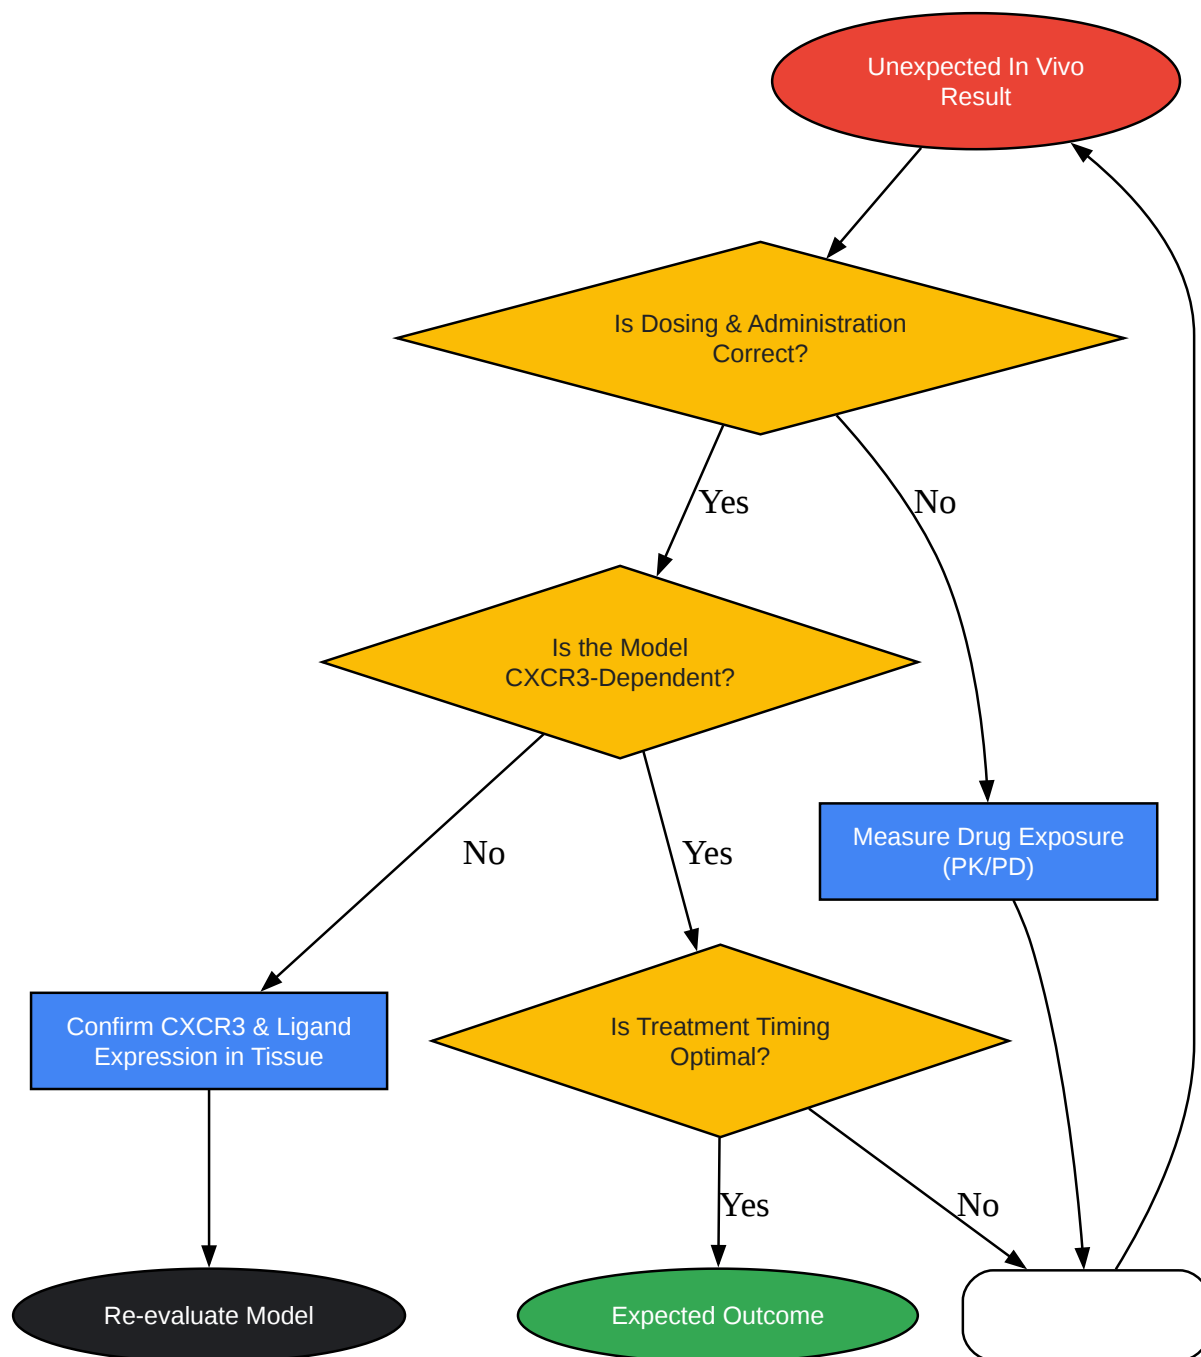 Unexpected In Vivo
Result
Is Dosing & Administration
Correct?
Yes
No
Is the Model
CXCR3-Dependent?
No
Yes
Measure Drug Exposure
(PK/PD)
Confirm CXCR3 & Ligand
Expression in Tissue
Is Treatment Timing
Optimal?
Yes
No
Re-evaluate Model
Expected Outcome